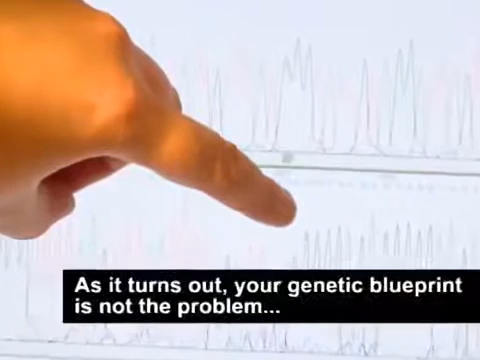 As it turns out, your genetic blueprint
is not the problem...